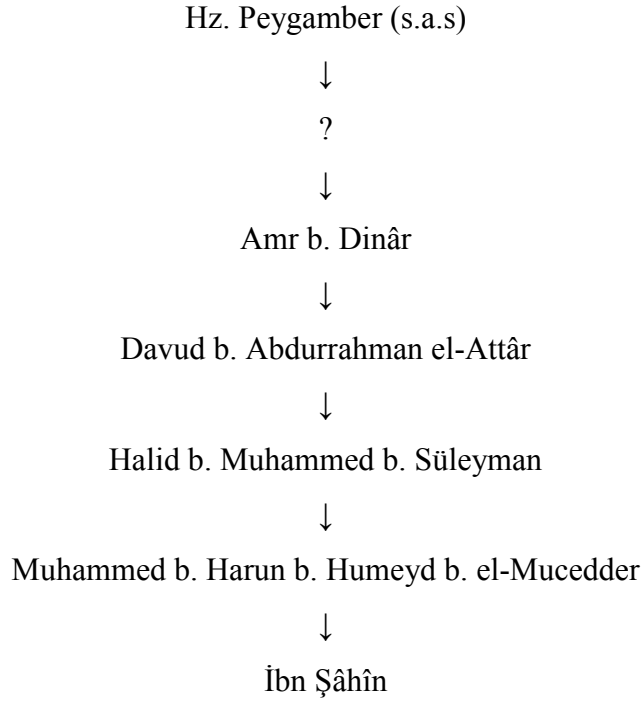 Hz. Peygamber (s.a.s)
↓
?
↓
Amr b. Dinâr
↓
Davud b. Abdurrahman el-Attâr
↓
Halid b. Muhammed b. Süleyman
↓
Muhammed b. Harun b. Humeyd b. el-Mucedder
↓
İbn Şâhîn